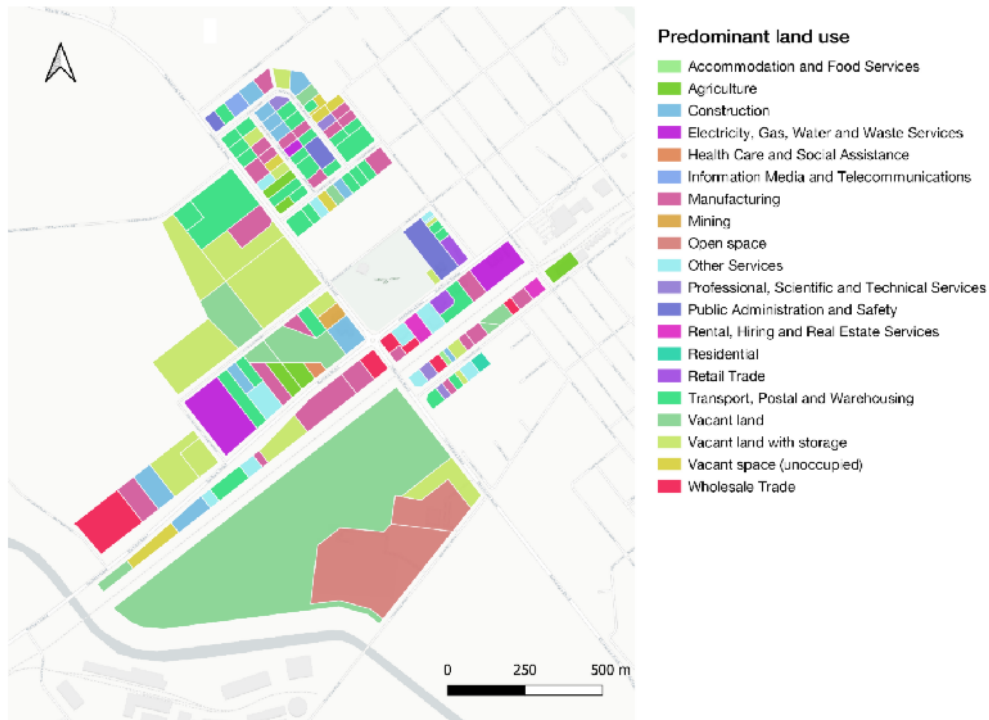 Predominant land use
Accommodation and Food Services
Agriculture
Construction
Electricity, Gas, Water and Waste Services
Health Care and Social Assistance
Information Media and Telecommunications
Manufacturing
Mining
Open space
Other Services
Professional, Scientific and Technical Services
Public Administration and Safety
Rental, Hiring and Real Estate Services
Residential
Retail Trade
Transport, Postal and Warehousing
Vacant land
Vacant land with storage
Vacant space (unoccupied)
Wholesale Trade
0 250 500 m